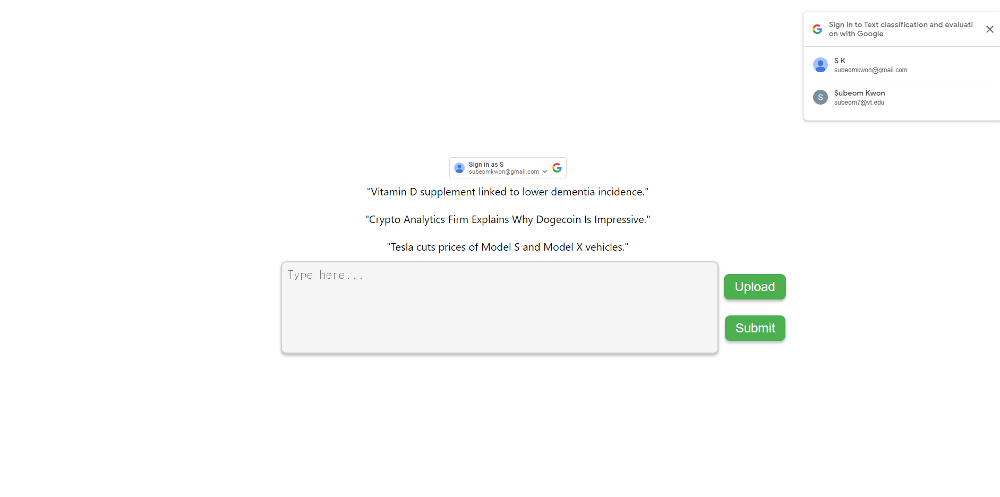 Sign in to Text classification and evaluati
on with Google
S K
subeomkwon@gmail.com
S
Subeom Kwon
subeom7@vt.edu
Sign in as S
subeomkwon@gmail.com
"Vitamin D supplement linked to lower dementia incidence."
"Crypto Analytics Firm Explains Why Dogecoin Is Impressive."
"Tesla cuts prices of Model S and Model X vehicles."
Type here...
Upload
Submit